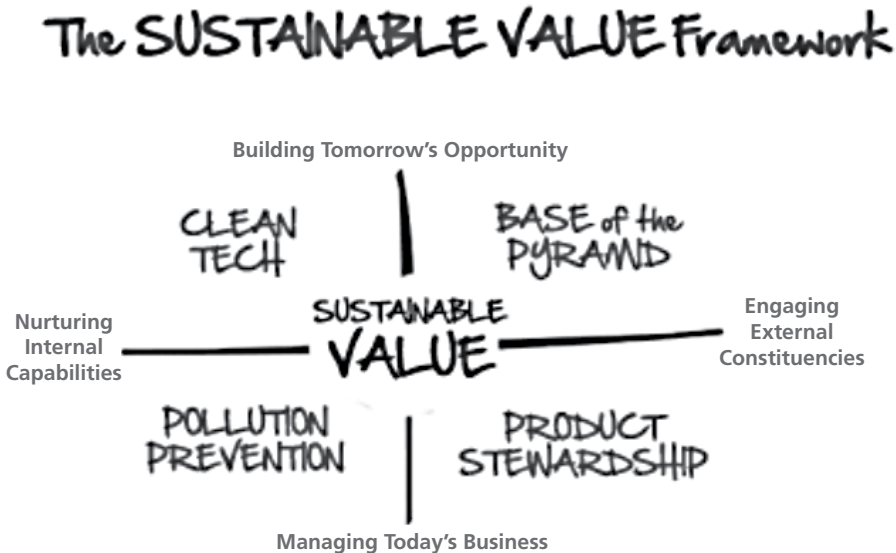 The SUSTAINABLE VALUE Framework
Building Tomorrow's Opportunity
CLEAN
TECH
BASE of the
PYRAMID
Nurturing
Internal
Capabilities
SUSTAINABLE
VALUE
Engaging
External
Constituencies
POLLUTION
PREVENTION
PRODUCT
STEWARDSHIP
Managing Today's Business